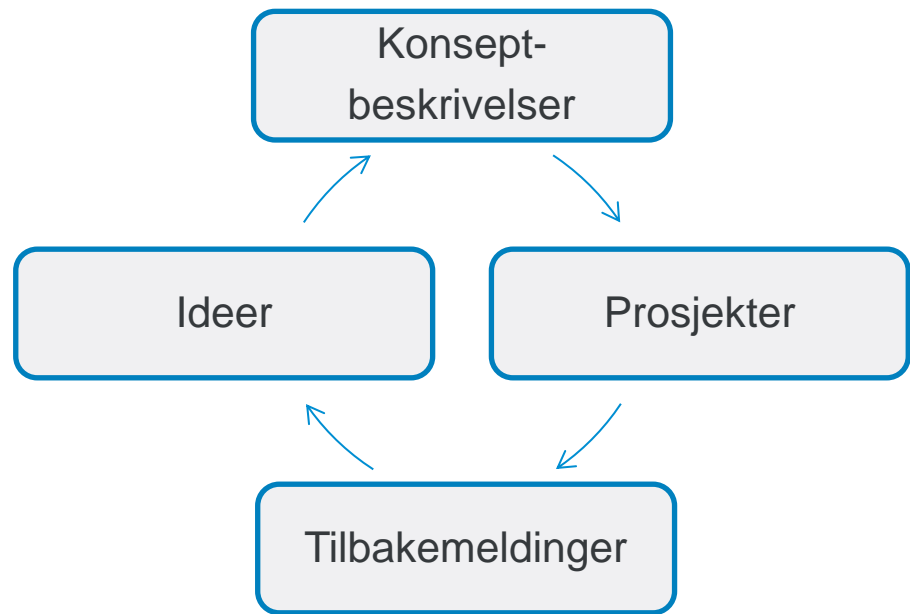 Konsept-
beskrivelser
Ideer
Prosjekter
Tilbakemeldinger